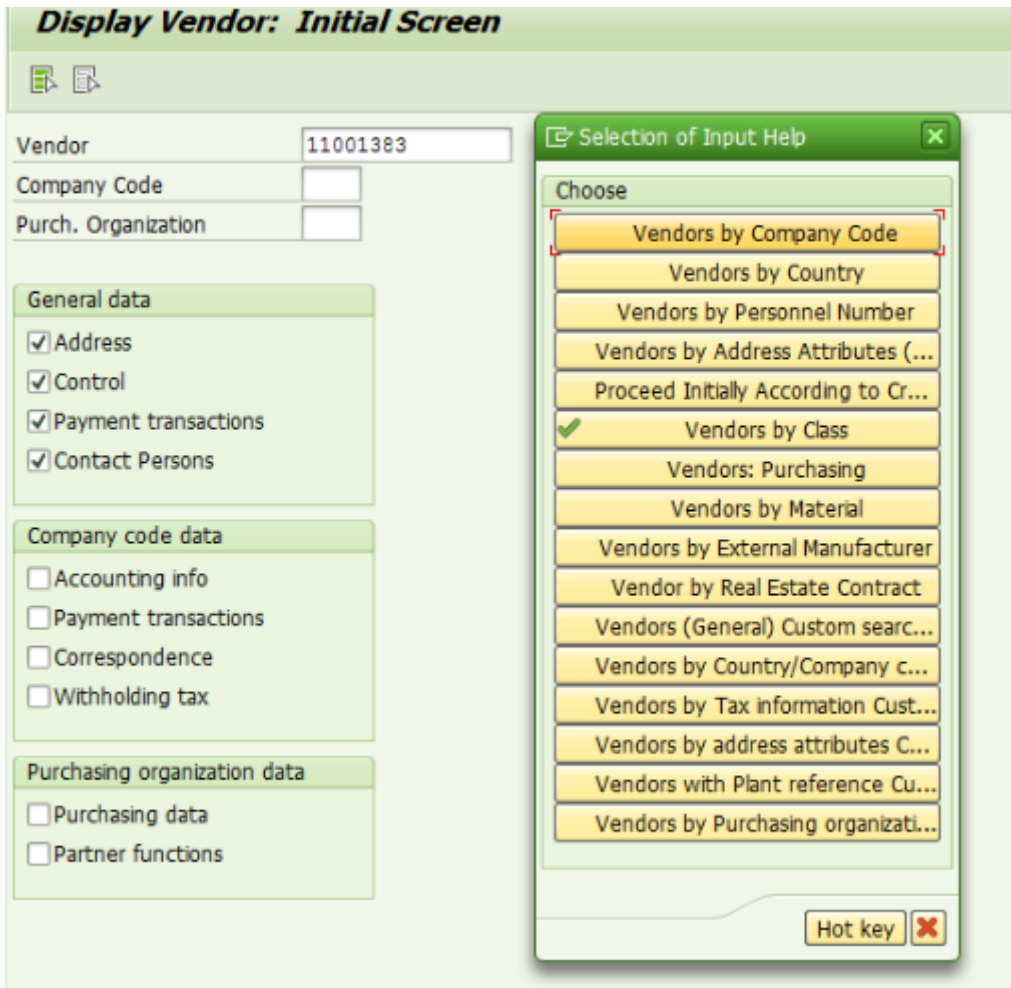 Display Vendor: Initial Screen
Vendor 11001383
Company Code
Purch. Organization
General data
Address
Control
Payment transactions
Contact Persons
Company code data
Accounting info
Payment transactions
Correspondence
Withholding tax
Purchasing organization data
Purchasing data
Partner functions
Selection of Input Help
Choose
Vendors by Company Code
Vendors by Country
Vendors by Personnel Number
Vendors by Address Attributes (...
Proceed Initially According to Cr...
Vendors by Class
Vendors: Purchasing
Vendors by Material
Vendors by External Manufacturer
Vendor by Real Estate Contract
Vendors (General) Custom searc...
Vendors by Country/Company c...
Vendors by Tax information Cust...
Vendors by address attributes C...
Vendors with Plant reference Cu...
Vendors by Purchasing organizati...
Hot key